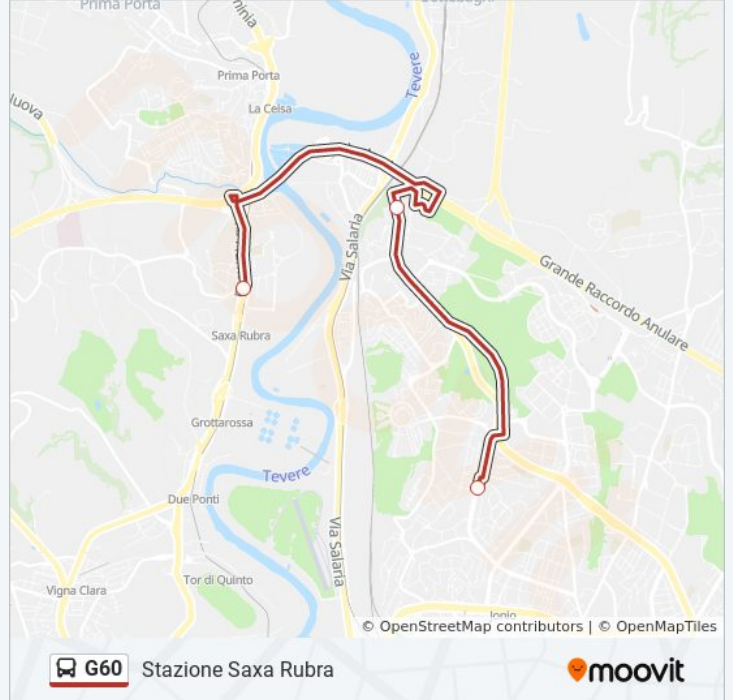 Prima Porta
Tevere
Prima Porta
La Celsa
Via Salaria
Grande Raccordo Anulare
Saxa Rubra
Grottarossa
Tevere
Due Ponti
Via Salaria
Tor di Quinto
Vigna Clara
© OpenStreetMap contributors | © OpenMapTiles
G60 Stazione Saxa Rubra
moovit